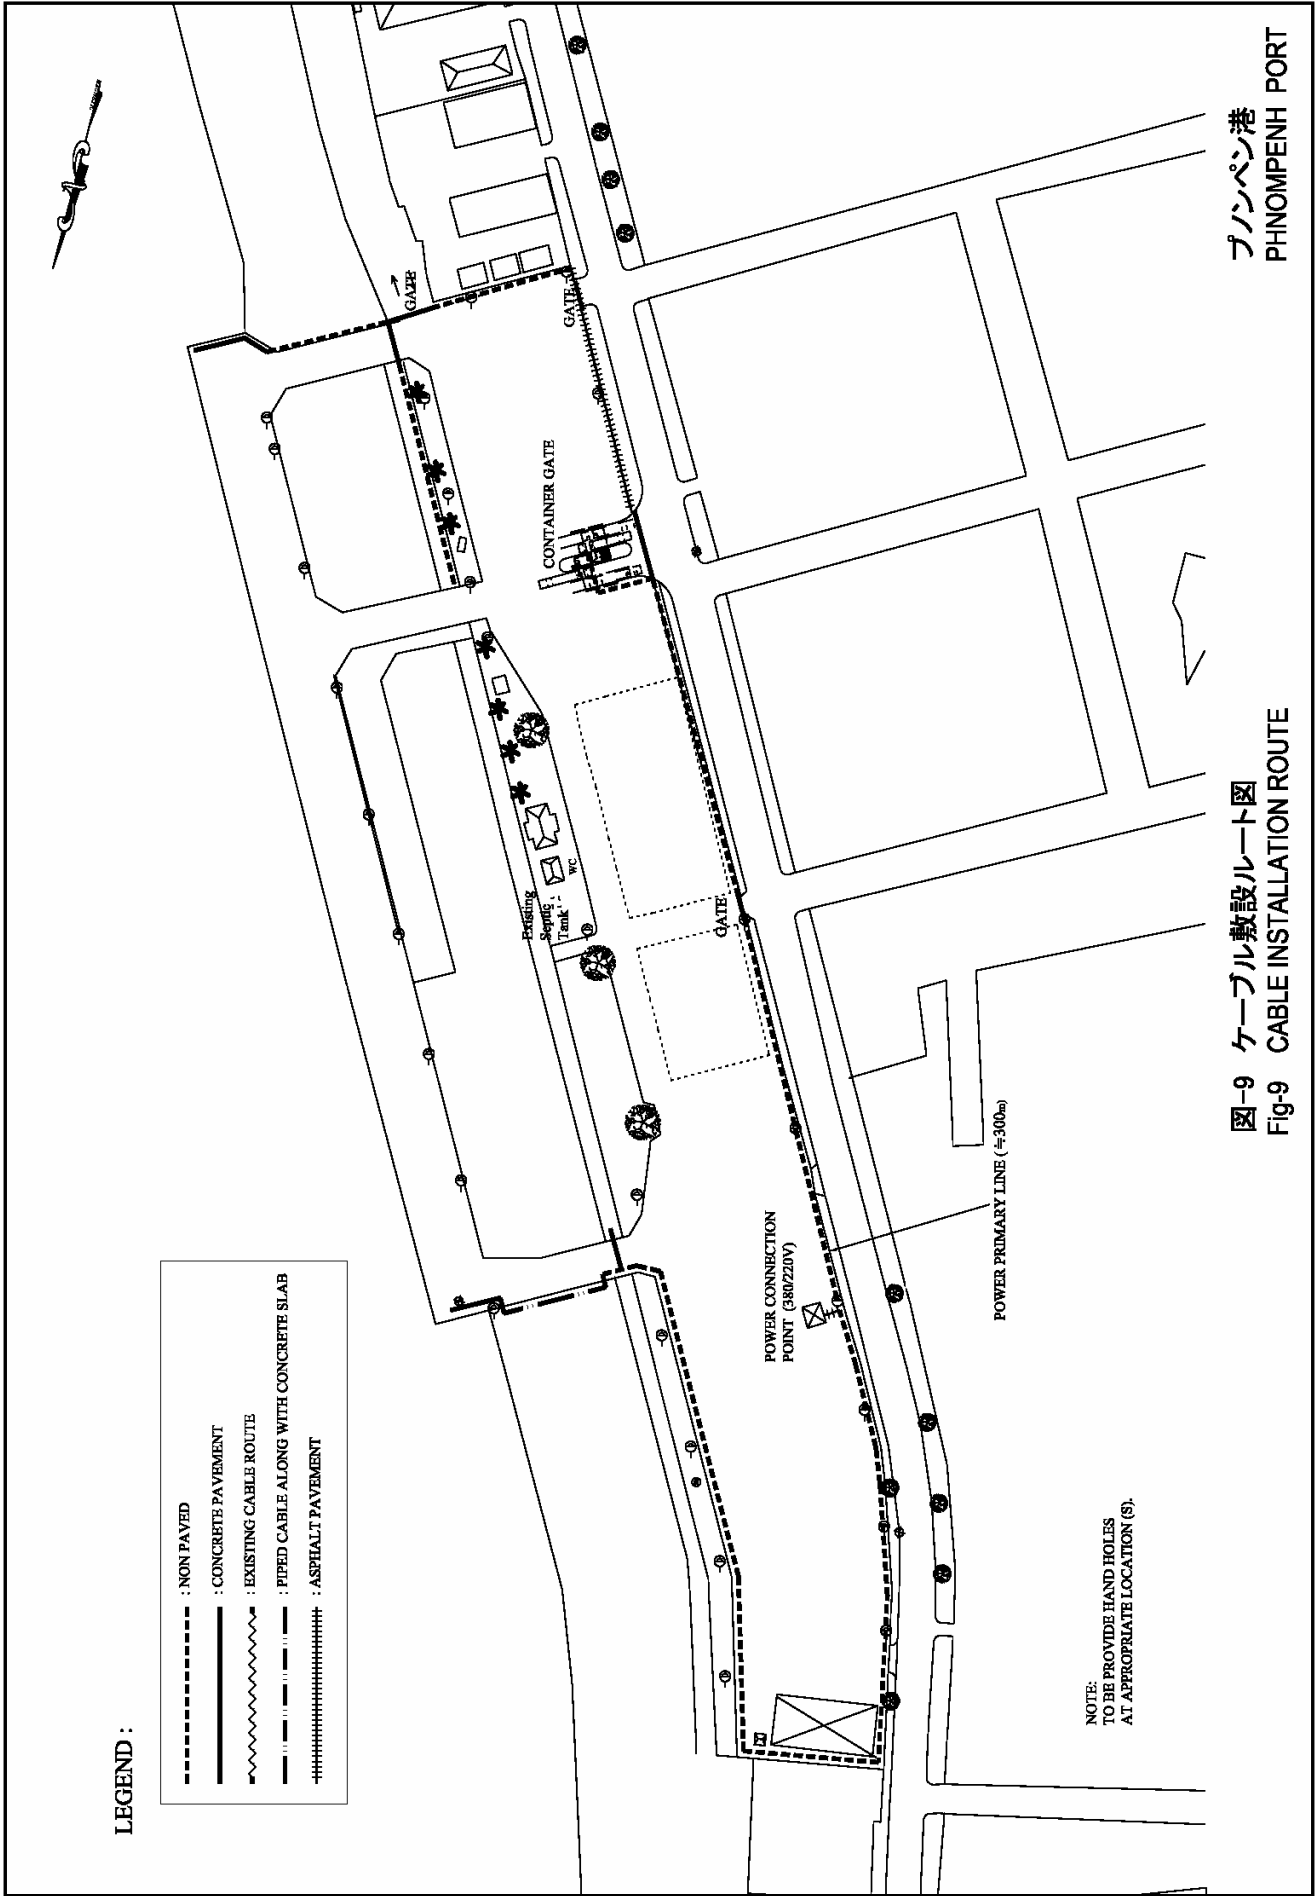 LEGEND :
: NON PAVED
: CONCRETE PAVEMENT
: EXISTING CABLE ROUTE
: PIPED CABLE ALONG WITH CONCRETE SLAB
: ASPHALT PAVEMENT
GATE
GATE
CONTAINER GATE
Existing
Septic
Tank
WC
GATE
POWER CONNECTION
POINT (380/220V)
POWER PRIMARY LINE (≒300m)
NOTE:
TO BE PROVIDE HAND HOLES
AT APPROPRIATE LOCATION (S).
図-9 ケーブル敷設ルート図
Fig-9 CABLE INSTALLATION ROUTE
プノンペン港
PHNOMPENH PORT